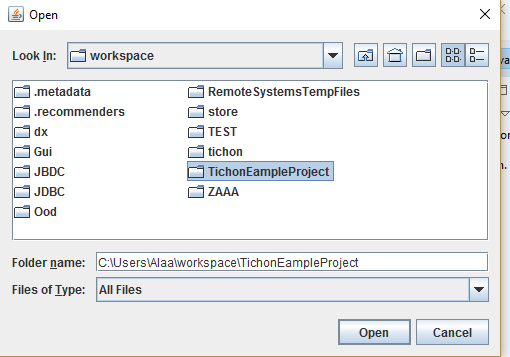 Open
Look In: workspace
.metadata RemoteSystemsTempFiles
.recommenders store
dx TEST
Gui tichon
JBDC TichonEampleProject
JDBC ZAAA
Ood
Folder name: C:\Users\Alaa\workspace\TichonEampleProject
Files of Type: All Files
Open Cancel